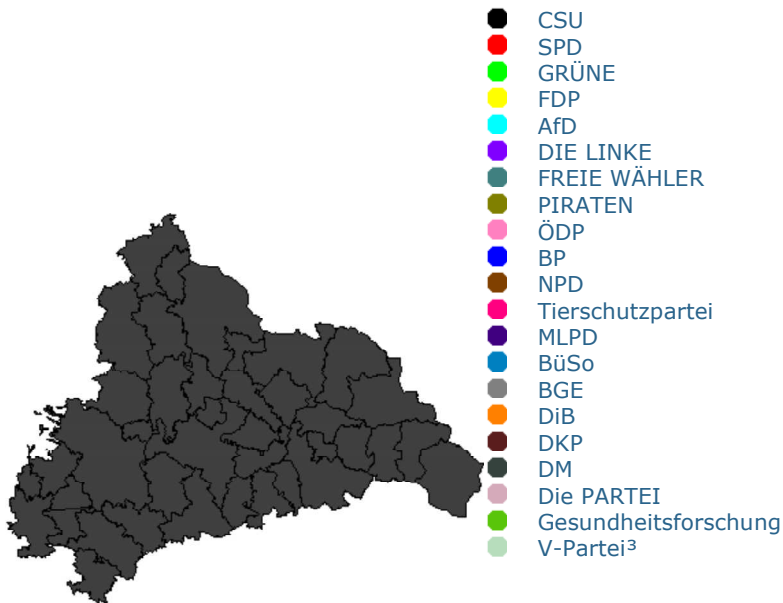 CSU
SPD
GRÜNE
FDP
AfD
DIE LINKE
FREIE WÄHLER
PIRATEN
ÖDP
BP
NPD
Tierschutzpartei
MLPD
BüSo
BGE
DiB
DKP
DM
Die PARTEI
Gesundheitsforschung
V-Partei³